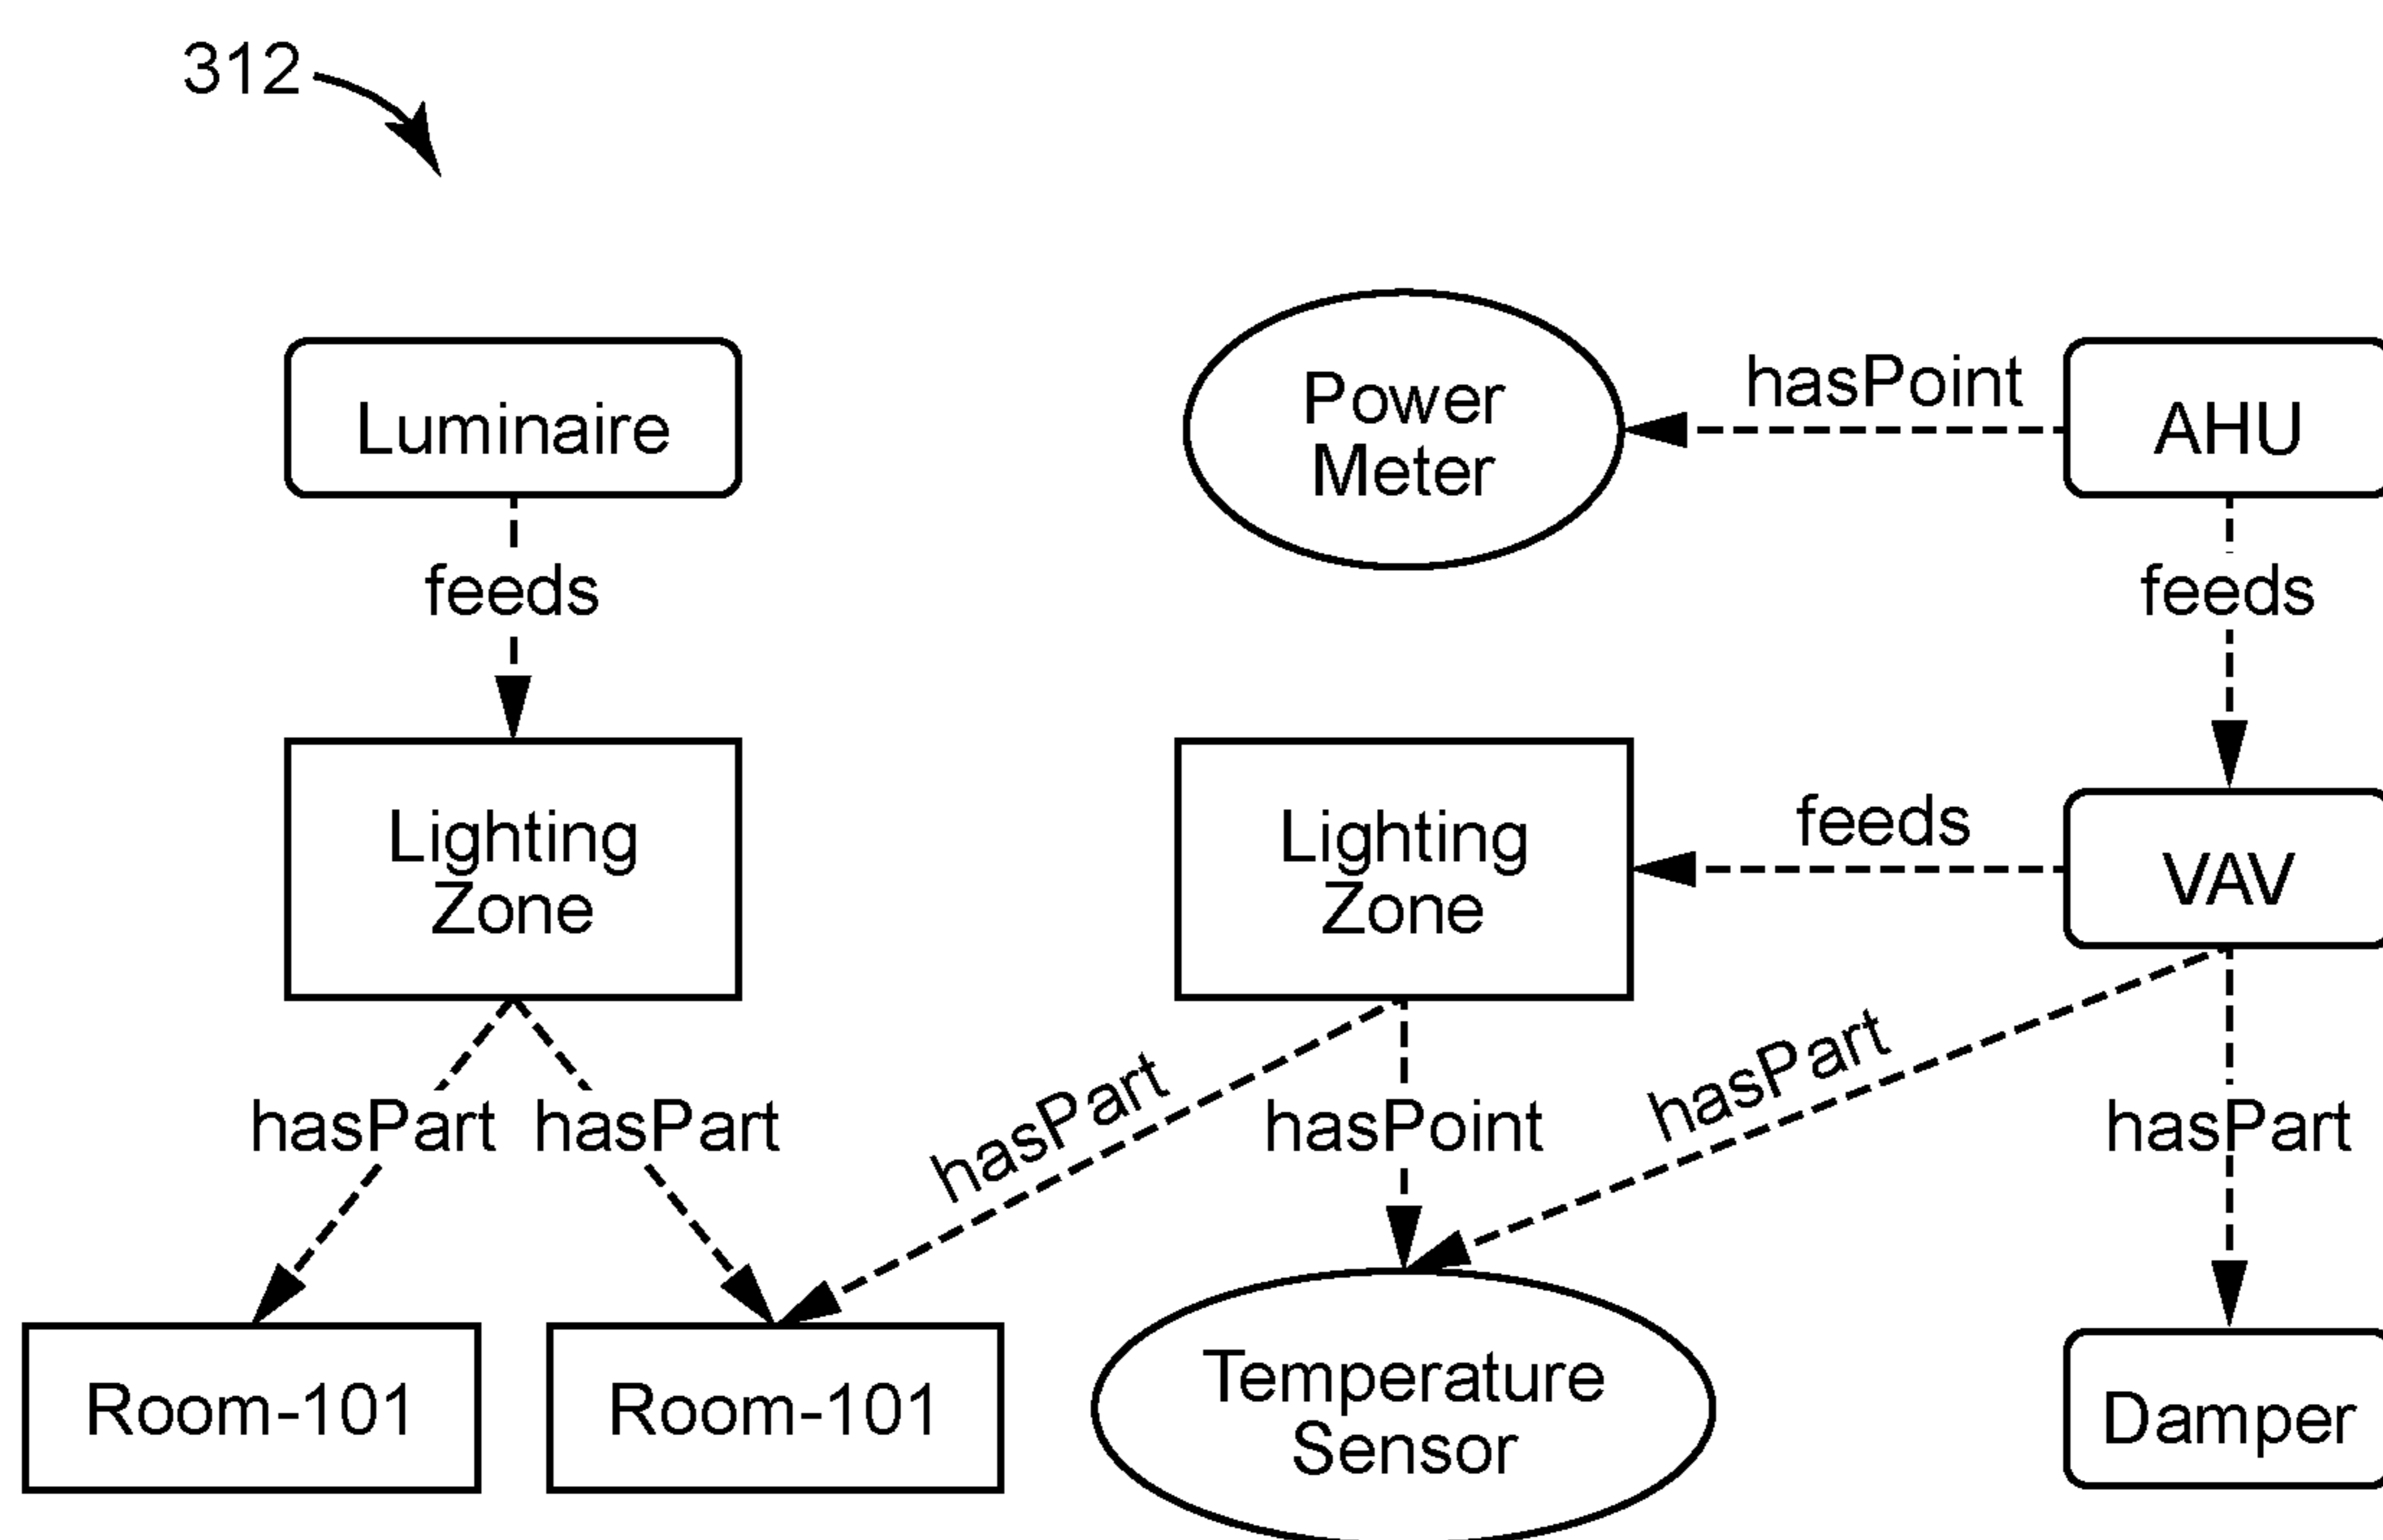 312
Luminaire
Power
Meter
hasPoint
AHU
feeds
feeds
Lighting
Zone
Lighting
Zone
feeds
VAV
hasPart
hasPart
hasPart
hasPoint
hasPart
hasPart
Room-101
Room-101
Temperature
Sensor
Damper